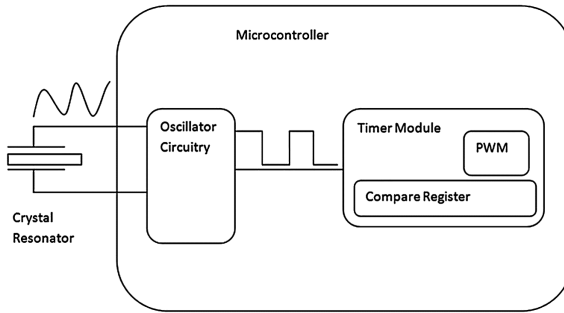 Microcontroller
Oscillator
Circuitry
Timer Module
PWM
Compare Register
Crystal
Resonator